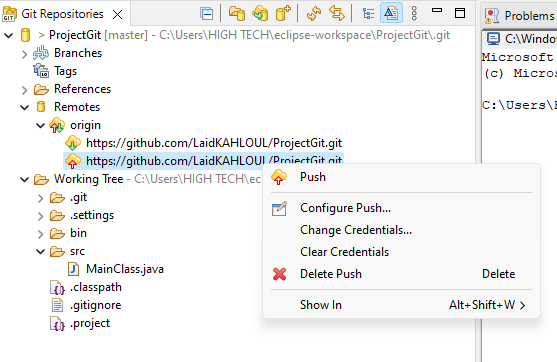 Git Repositories ×
> ProjectGit [master] - C:\Users\HIGH TECH\eclipse-workspace\ProjectGit\.git
Branches
Tags
References
Remotes
origin
https://github.com/LaidKAHLOUL/ProjectGit.git
https://github.com/LaidKAHLOUL/ProjectGit.git
Working Tree - C:\Users\HIGH TECH\ec
.git
.settings
bin
src
MainClass.java
.classpath
.gitignore
.project
Push
Configure Push...
Change Credentials...
Clear Credentials
Delete Push Delete
Show In Alt+Shift+W >
Problems
C:\Window
Microsoft
(c) Micros
C:\Users\